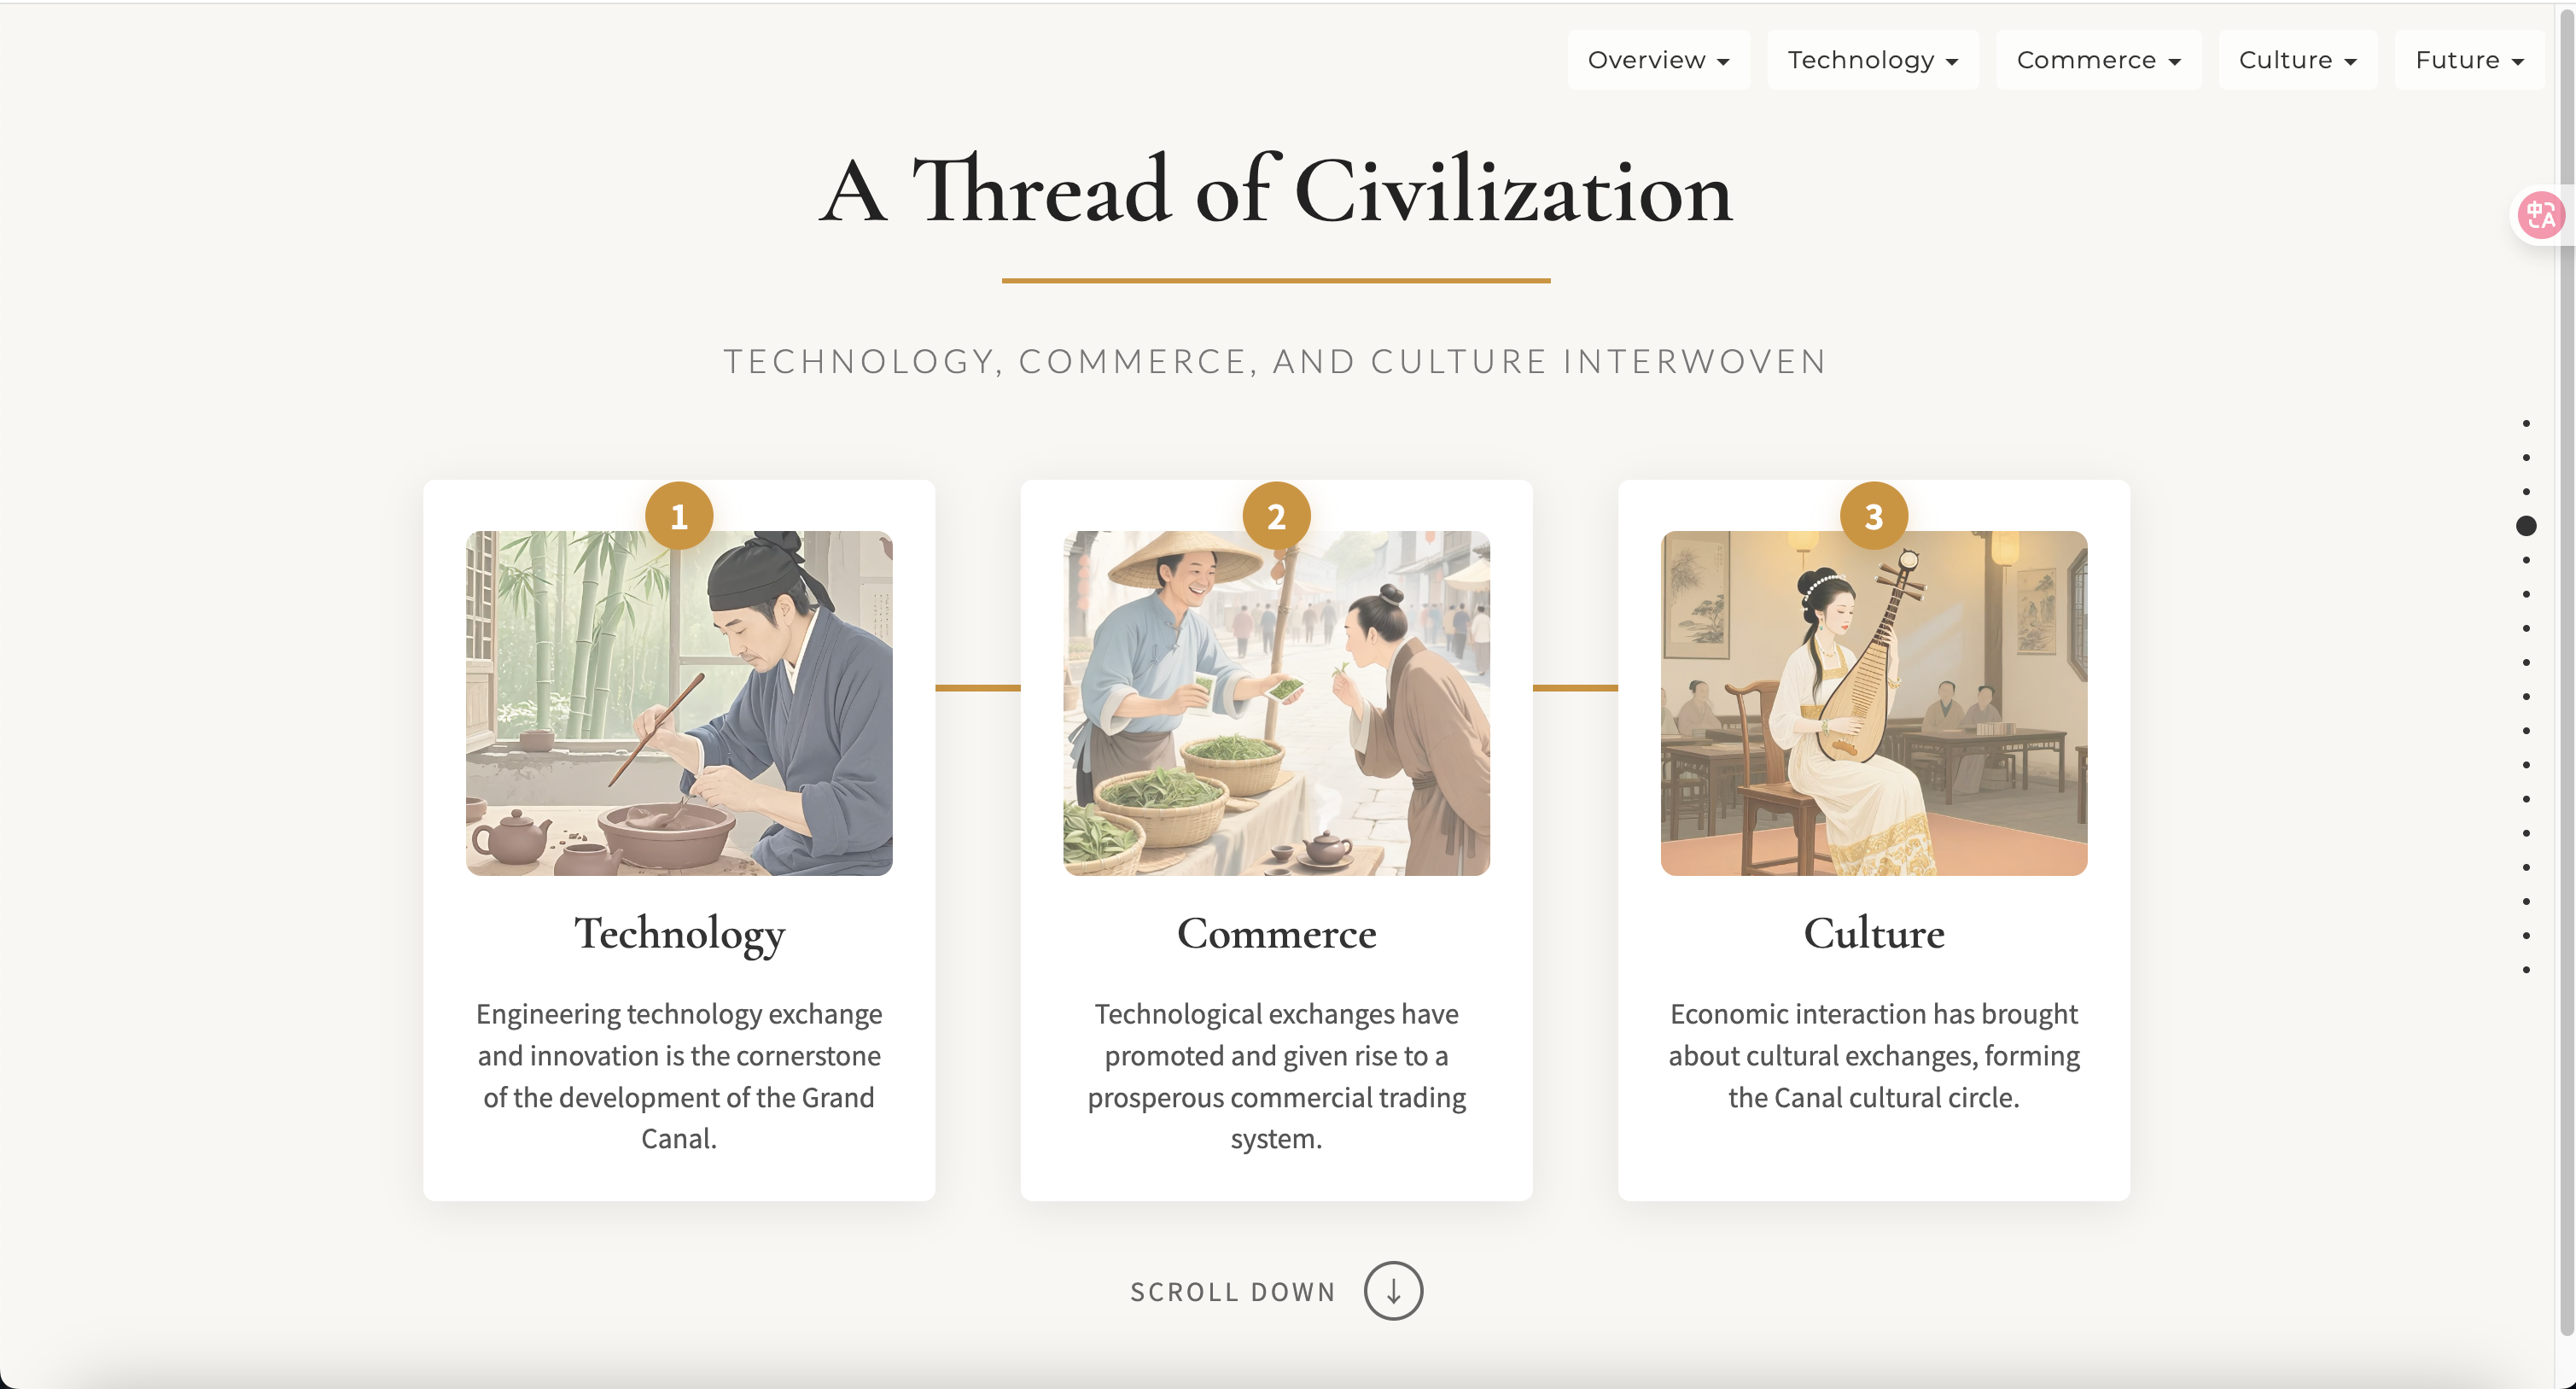 Overview
Technology
Commerce
Culture
Future
A Thread of Civilization
TECHNOLOGY, COMMERCE, AND CULTURE INTERWOVEN
1
Technology
Engineering technology exchange
and innovation is the cornerstone
of the development of the Grand
Canal.
2
Commerce
Technological exchanges have
promoted and given rise to a
prosperous commercial trading
system.
3
Culture
Economic interaction has brought
about cultural exchanges, forming
the Canal cultural circle.
SCROLL DOWN
中A